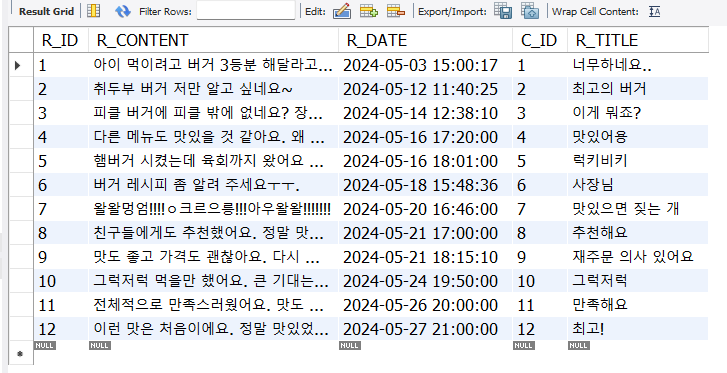 Result Grid Filter Rows: Edit: Export/Import: Wrap Cell Content:
R_ID R_CONTENT R_DATE C_ID R_TITLE
1 아이 먹이려고 버거 3등분 해달라고... 2024-05-03 15:00:17 1 너무하네요..
2 취두부 버거 저만 알고 싶네요~ 2024-05-12 11:40:25 2 최고의 버거
3 피클 버거에 피클 밖에 없네요? 장... 2024-05-14 12:38:10 3 이게 뭐죠?
4 다른 메뉴도 맛있을 것 같아요. 왜 ... 2024-05-16 17:20:00 4 맛있어용
5 햄버거 시켰는데 육회까지 왔어요 ... 2024-05-16 18:01:00 5 럭키비키
6 버거 레시피 좀 알려 주세요ㅜㅜ. 2024-05-18 15:48:36 6 사장님
7 왈왈멍엄!!!!ㅇ크르으릉!!!아우왈왈!!!!!!! 2024-05-20 16:46:00 7 맛있으면 짖는 개
8 친구들에게도 추천했어요. 정말 맛... 2024-05-21 17:00:00 8 추천해요
9 맛도 좋고 가격도 괜찮아요. 다시 ... 2024-05-21 18:15:10 9 재주문 의사 있어요
10 그럭저럭 먹을만 했어요. 큰 기대는... 2024-05-24 19:50:00 10 그럭저럭
11 전체적으로 만족스러웠어요. 맛도 ... 2024-05-26 20:00:00 11 만족해요
12 이런 맛은 처음이에요. 정말 맛있었... 2024-05-27 21:00:00 12 최고!
NULL NULL NULL NULL NULL